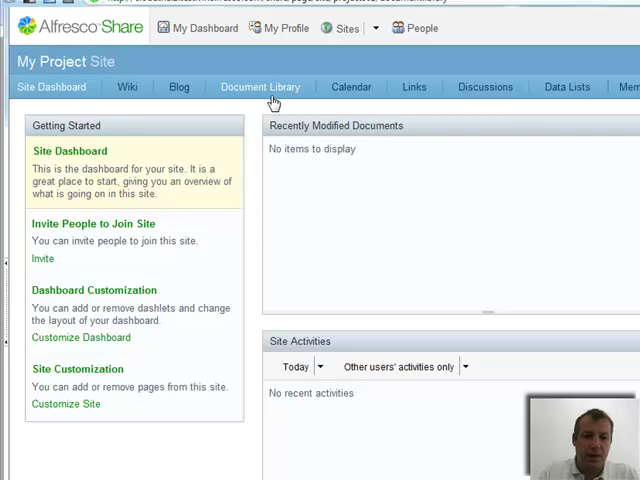 Alfresco Share
My Dashboard
My Profile
Sites
People
My Project Site
Site Dashboard
Wiki
Blog
Document Library
Calendar
Links
Discussions
Data Lists
Mem
Getting Started
Site Dashboard
This is the dashboard for your site. It is a
great place to start, giving you an overview of
what is going on in this site.
Invite People to Join Site
You can invite people to join this site.
Invite
Dashboard Customization
You can add or remove dashlets and change
the layout of your dashboard.
Customize Dashboard
Site Customization
You can add or remove pages from this site.
Customize Site
Recently Modified Documents
No items to display
Site Activities
Today
Other users' activities only
No recent activities